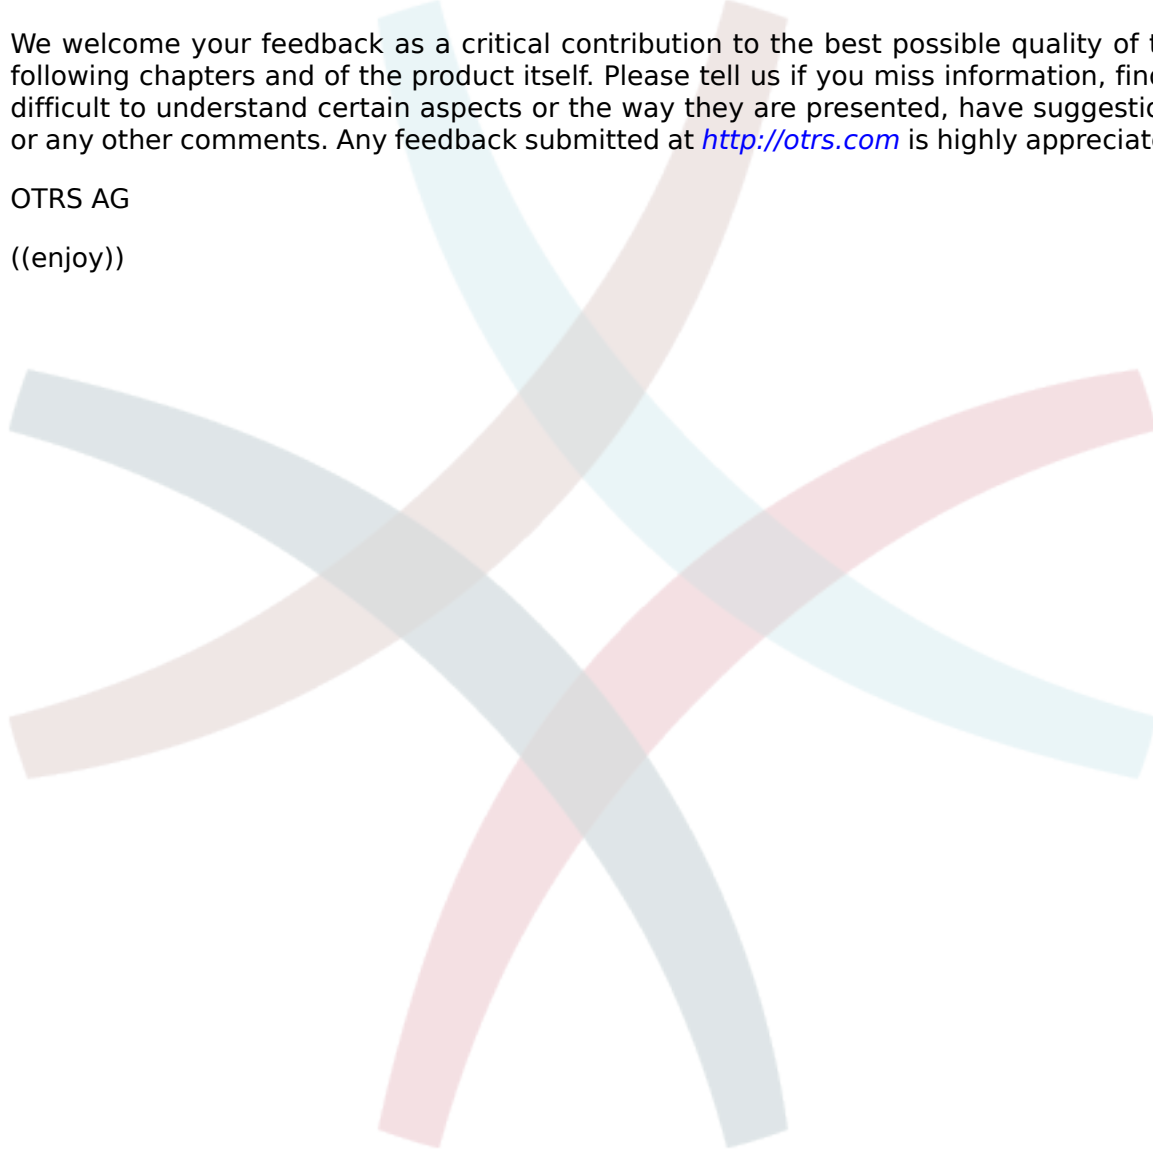 We welcome your feedback as a critical contribution to the best possible quality of
following chapters and of the product itself. Please tell us if you miss information,
difficult to understand certain aspects or the way they are presented, have
or any other comments. Any feedback submitted at http://otrs.com is highly
OTRS AG
((enjoy))